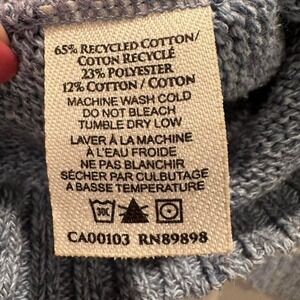 65% RECYCLED COTTON/
COTON RECYCLÉ
23% POLYESTER
12% COTTON / COTON
MACHINE WASH COLD
DO NOT BLEACH
TUMBLE DRY LOW
LAVER À LA MACHINE
À L'EAU FROIDE
NE PAS BLANCHIR
SÉCHER PAR CULBUTAGE
A BASSE TEMPÉRATURE
CA00103 RN89898